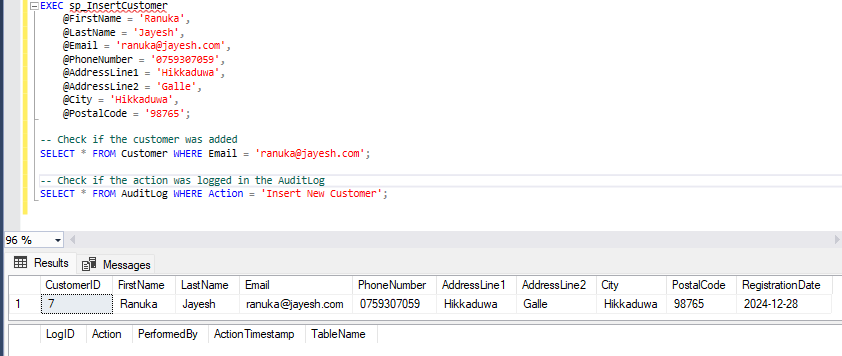 EXEC sp_InsertCustomer
@FirstName = 'Ranuka',
@LastName = 'Jayesh',
@Email = 'ranuka@jayesh.com',
@PhoneNumber = '0759307059',
@AddressLine1 = 'Hikkaduwa',
@AddressLine2 = 'Galle',
@City = 'Hikkaduwa',
@PostalCode = '98765';
-- Check if the customer was added
SELECT * FROM Customer WHERE Email = 'ranuka@jayesh.com';
-- Check if the action was logged in the AuditLog
SELECT * FROM AuditLog WHERE Action = 'Insert New Customer';
96 %
Results Messages
CustomerID FirstName LastName Email PhoneNumber AddressLine1 AddressLine2 City PostalCode RegistrationDate
1 7 Ranuka Jayesh ranuka@jayesh.com 0759307059 Hikkaduwa Galle Hikkaduwa 98765 2024-12-28
LogID Action PerformedBy ActionTimestamp TableName